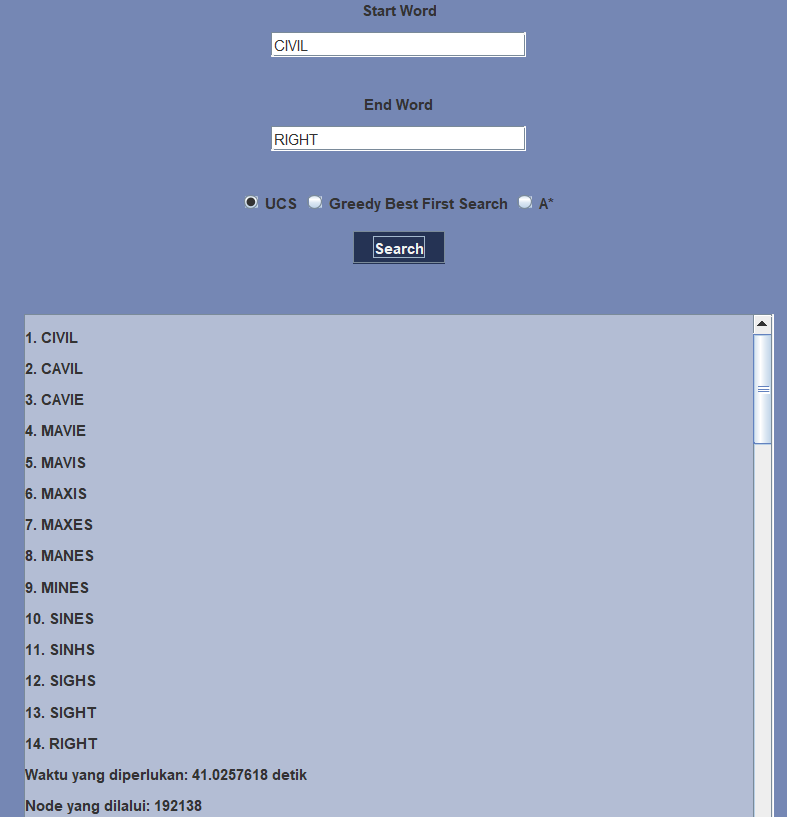 Start Word
CIVIL
End Word
RIGHT
UCS Greedy Best First Search A*
Search
1. CIVIL
2. CAVIL
3. CAVIE
4. MAVIE
5. MAVIS
6. MAXIS
7. MAXES
8. MANES
9. MINES
10. SINES
11. SINHS
12. SIGHS
13. SIGHT
14. RIGHT
Waktu yang diperlukan: 41.0257618 detik
Node yang dilalui: 192138